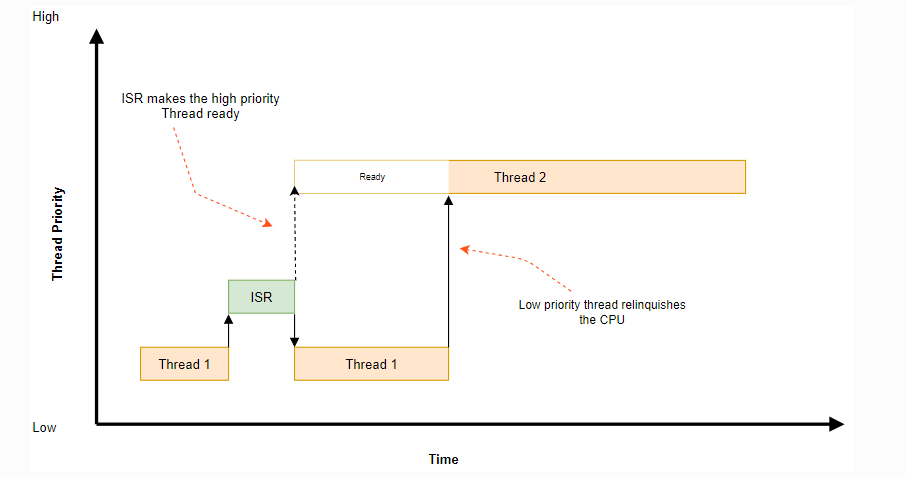 High
ISR makes the high priority
Thread ready
Ready
Thread 2
Thread Priority
ISR
Low priority thread relinquishes
the CPU
Thread 1
Thread 1
Low
Time